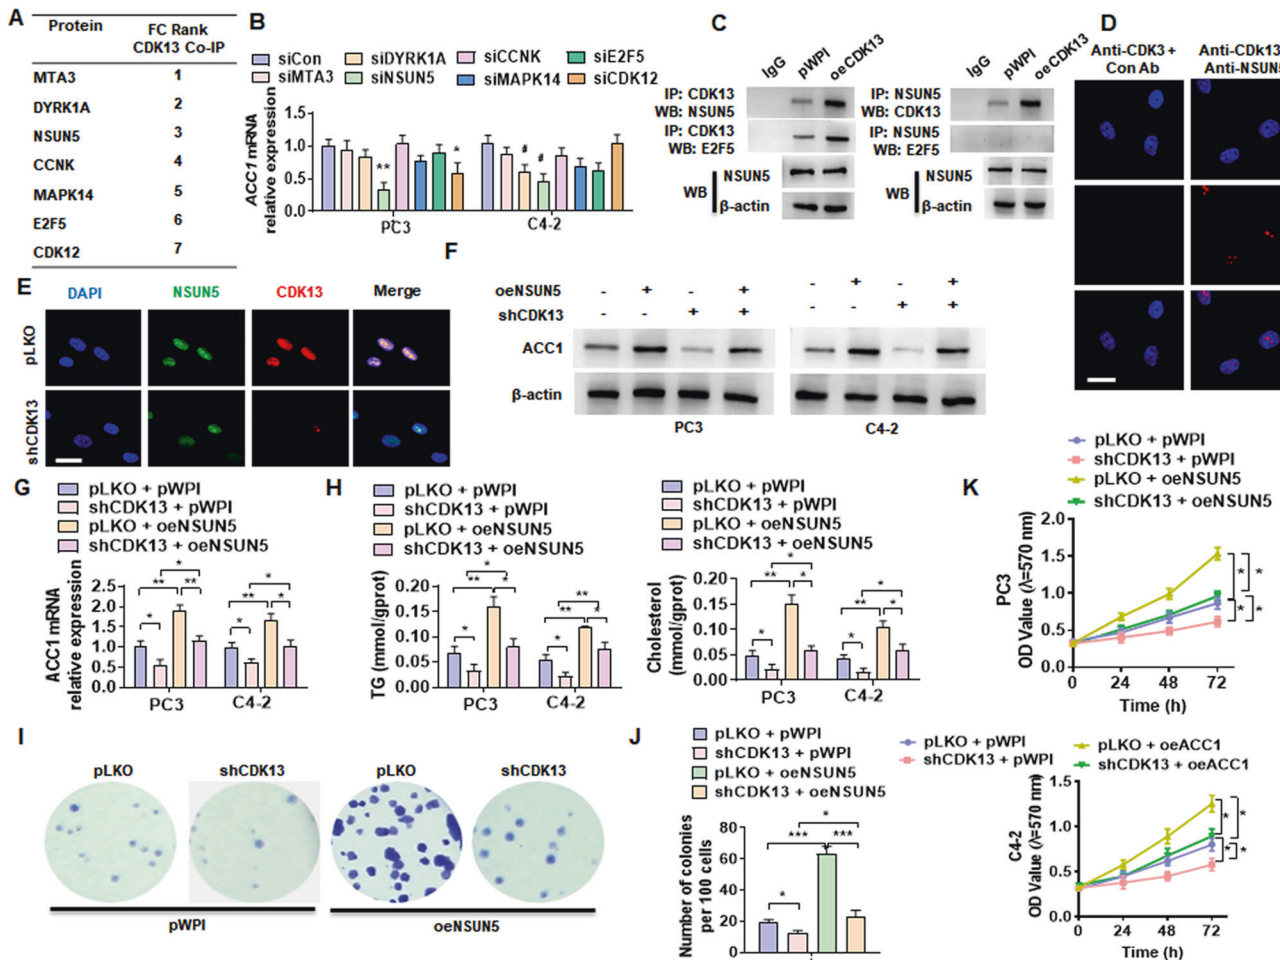 A
Protein FC Rank
CDK13 Co-IP
MTA3 1
DYRK1A 2
NSUN5 3
CCNK 4
MAPK14 5
E2F5 6
CDK12 7
B
siCon siDYRK1A siCCNK siE2F5
siMTA3 siNSUN5 siMAPK14 siCDK12
ACC1 mRNA
relative expression
1.5
1.0
0.5
0.0
** * # #
PC3 C4-2
C
IgG pWPI oeCDK13
IP: CDK13
WB: NSUN5
IP: CDK13
WB: E2F5
WB
NSUN5
β-actin
IgG pWPI oeCDK13
IP: NSUN5
WB: CDK13
IP: NSUN5
WB: E2F5
WB
NSUN5
β-actin
D
Anti-CDK3 +
Con Ab
Anti-CDk13
Anti-NSUN5
E
DAPI NSUN5 CDK13 Merge
pLKO
shCDK13
F
oeNSUN5 - + - + - + - +
shCDK13 - - + + - - + +
ACC1
β-actin
PC3 C4-2
G
pLKO + pWPI
shCDK13 + pWPI
pLKO + oeNSUN5
shCDK13 + oeNSUN5
ACC1 mRNA
relative expression
2.5
2.0
1.5
1.0
0.5
0.0
* ** ** *
* ** * *
PC3 C4-2
H
pLKO + pWPI
shCDK13 + pWPI
pLKO + oeNSUN5
shCDK13 + oeNSUN5
TG (mmol/gprot)
0.20
0.15
0.10
0.05
0.00
* ** * *
** ** * *
PC3 C4-2
pLKO + pWPI
shCDK13 + pWPI
pLKO + oeNSUN5
shCDK13 + oeNSUN5
Cholesterol
(mmol/gprot)
0.20
0.15
0.10
0.05
0.00
* ** * *
* ** * *
PC3 C4-2
I
pLKO shCDK13 pLKO shCDK13
pWPI oeNSUN5
J
pLKO + pWPI
shCDK13 + pWPI
pLKO + oeNSUN5
shCDK13 + oeNSUN5
Number of colonies
per 100 cells
80
60
40
20
0
* *** *** *
K
pLKO + pWPI
shCDK13 + pWPI
pLKO + oeNSUN5
shCDK13 + oeNSUN5
PC3
OD Value (λ=570 nm)
2.0
1.5
1.0
0.5
0.0
* * * *
0 24 48 72
Time (h)
pLKO + pWPI pLKO + oeACC1
shCDK13 + pWPI shCDK13 + oeACC1
C4-2
OD Value (λ=570 nm)
1.5
1.0
0.5
0.0
* * * *
0 24 48 72
Time (h)